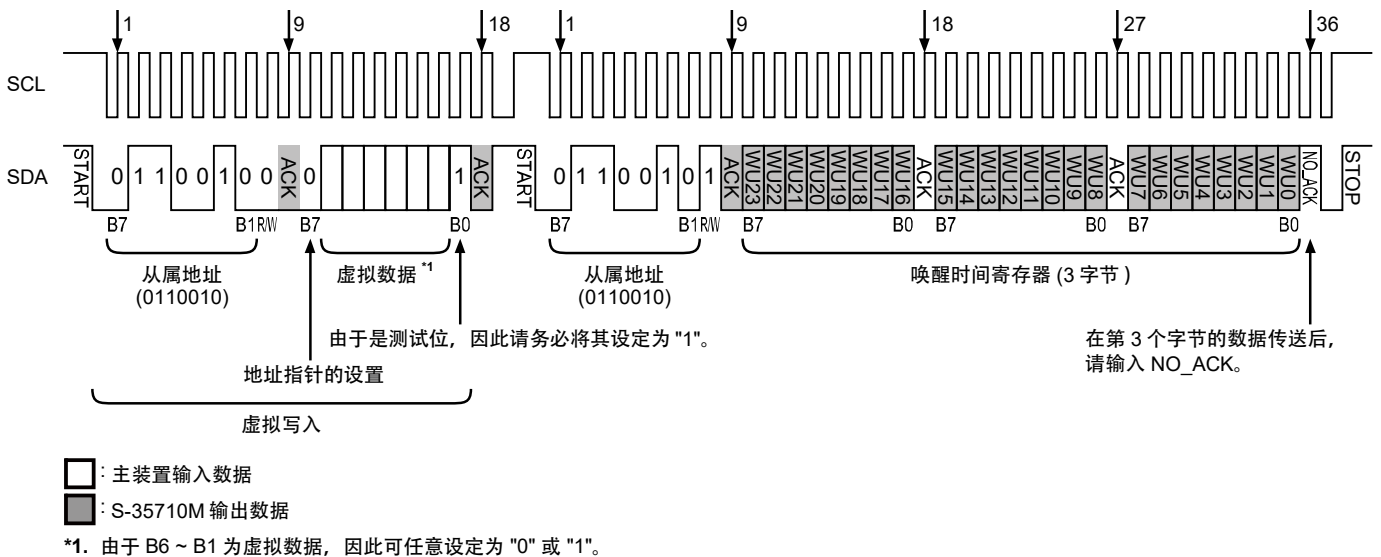 1 9 18 1 9 18 27 36
SCL
SDA START 0 1 1 0 0 1 0 0 ACK 0 1 ACK START 0 1 1 0 0 1 0 1 ACK WU23 WU22 WU21 WU20 WU19 WU18 WU17 WU16 ACK WU15 WU14 WU13 WU12 WU11 WU10 WU9 WU8 ACK WU7 WU6 WU5 WU4 WU3 WU2 WU1 WU0 NO_ACK STOP
B7 B1 R/W B7 B0 B7 B1 R/W B7 B0 B7 B0 B7 B0
从属地址 虚拟数据 *1 从属地址 唤醒时间寄存器 (3 字节 )
(0110010) (0110010)
由于是测试位，因此请务必将其设定为 "1"。 在第 3 个字节的数据传送后，
请输入 NO_ACK。
地址指针的设置
虚拟写入
: 主装置输入数据
: S-35710M 输出数据
*1. 由于 B6 ~ B1 为虚拟数据，因此可任意设定为 "0" 或 "1"。